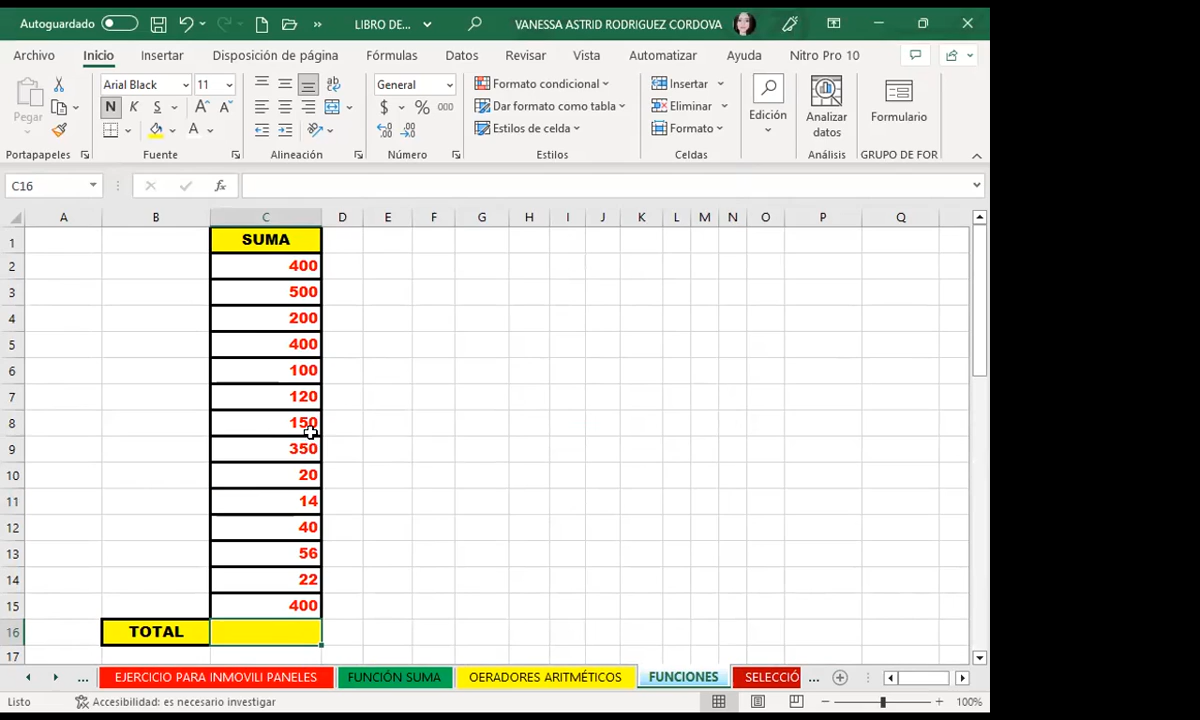 Autoguardado LIBRO DE... VANESSA ASTRID RODRIGUEZ CORDOVA
Archivo Inicio Insertar Disposición de página Fórmulas Datos Revisar Vista Automatizar Ayuda Nitro Pro 10
Pegar
Portapapeles
Arial Black 11
N K S
Fuente
Alineación
General
$ % 000
Número
Formato condicional
Dar formato como tabla
Estilos de celda
Estilos
Insertar
Eliminar
Formato
Celdas
Edición
Analizar datos
Análisis
Formulario
GRUPO DE FOR
C16 fx
A B C D E F G H I J K L M N O P Q
1 SUMA
2 400
3 500
4 200
5 400
6 100
7 120
8 150
9 350
10 20
11 14
12 40
13 56
14 22
15 400
16 TOTAL
17
... EJERCICIO PARA INMOVILI PANELES FUNCIÓN SUMA OERADORES ARITMÉTICOS FUNCIONES SELECCIÓ ...
Listo Accesibilidad: es necesario investigar 100%